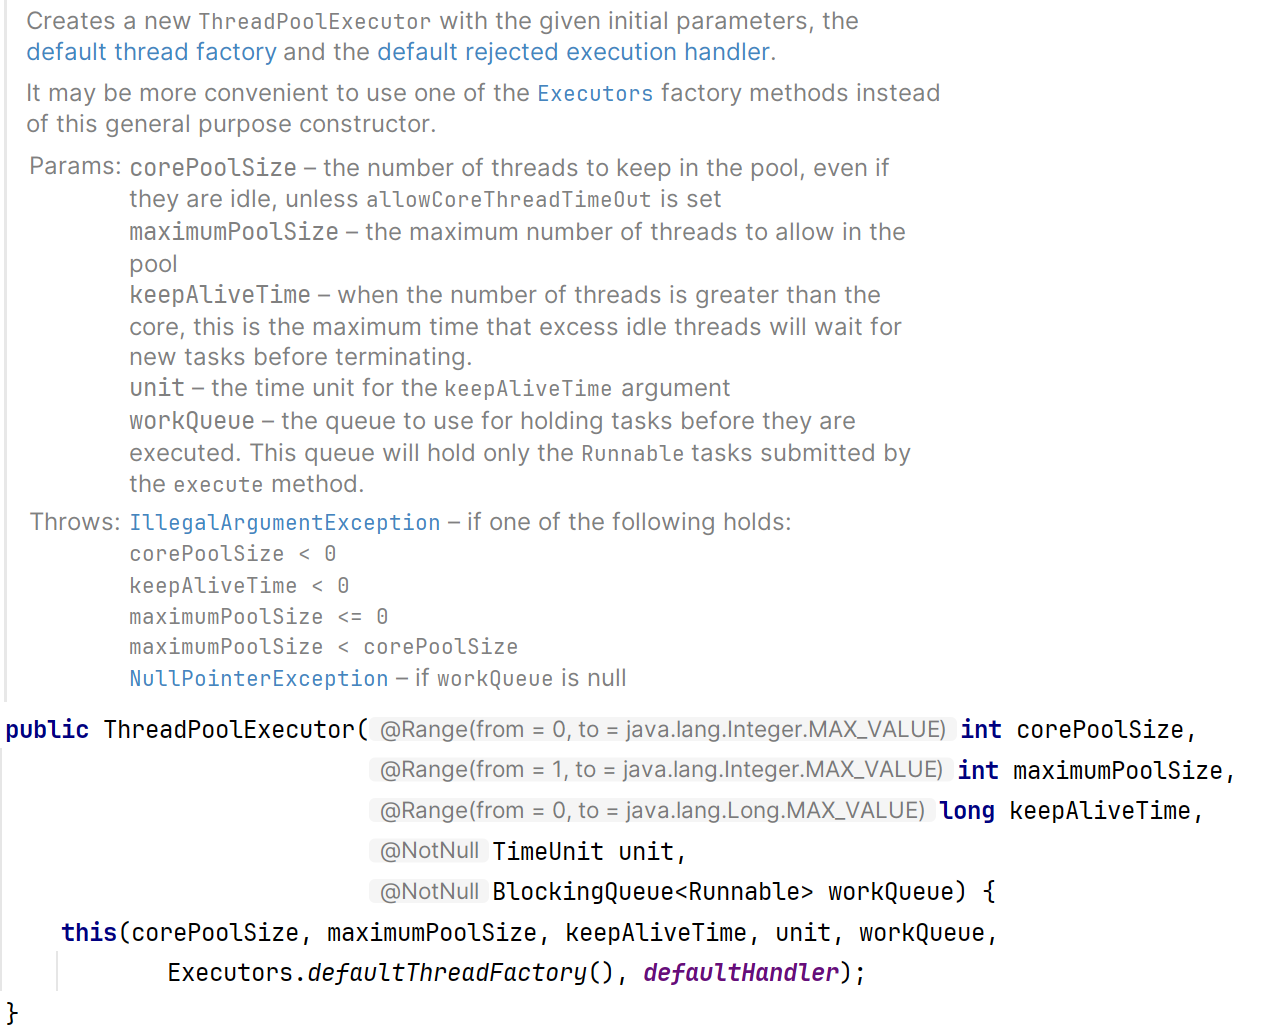 Creates a new ThreadPoolExecutor with the given initial parameters, the
default thread factory and the default rejected execution handler.
It may be more convenient to use one of the Executors factory methods instead
of this general purpose constructor.
Params: corePoolSize – the number of threads to keep in the pool, even if
they are idle, unless allowCoreThreadTimeOut is set
maximumPoolSize – the maximum number of threads to allow in the
pool
keepAliveTime – when the number of threads is greater than the
core, this is the maximum time that excess idle threads will wait for
new tasks before terminating.
unit – the time unit for the keepAliveTime argument
workQueue – the queue to use for holding tasks before they are
executed. This queue will hold only the Runnable tasks submitted by
the execute method.
Throws: IllegalArgumentException – if one of the following holds:
corePoolSize < 0
keepAliveTime < 0
maximumPoolSize <= 0
maximumPoolSize < corePoolSize
NullPointerException – if workQueue is null
public ThreadPoolExecutor( @Range(from = 0, to = java.lang.Integer.MAX_VALUE) int corePoolSize,
@Range(from = 1, to = java.lang.Integer.MAX_VALUE) int maximumPoolSize,
@Range(from = 0, to = java.lang.Long.MAX_VALUE) long keepAliveTime,
@NotNull TimeUnit unit,
@NotNull BlockingQueue<Runnable> workQueue) {
this(corePoolSize, maximumPoolSize, keepAliveTime, unit, workQueue,
Executors.defaultThreadFactory(), defaultHandler);
}